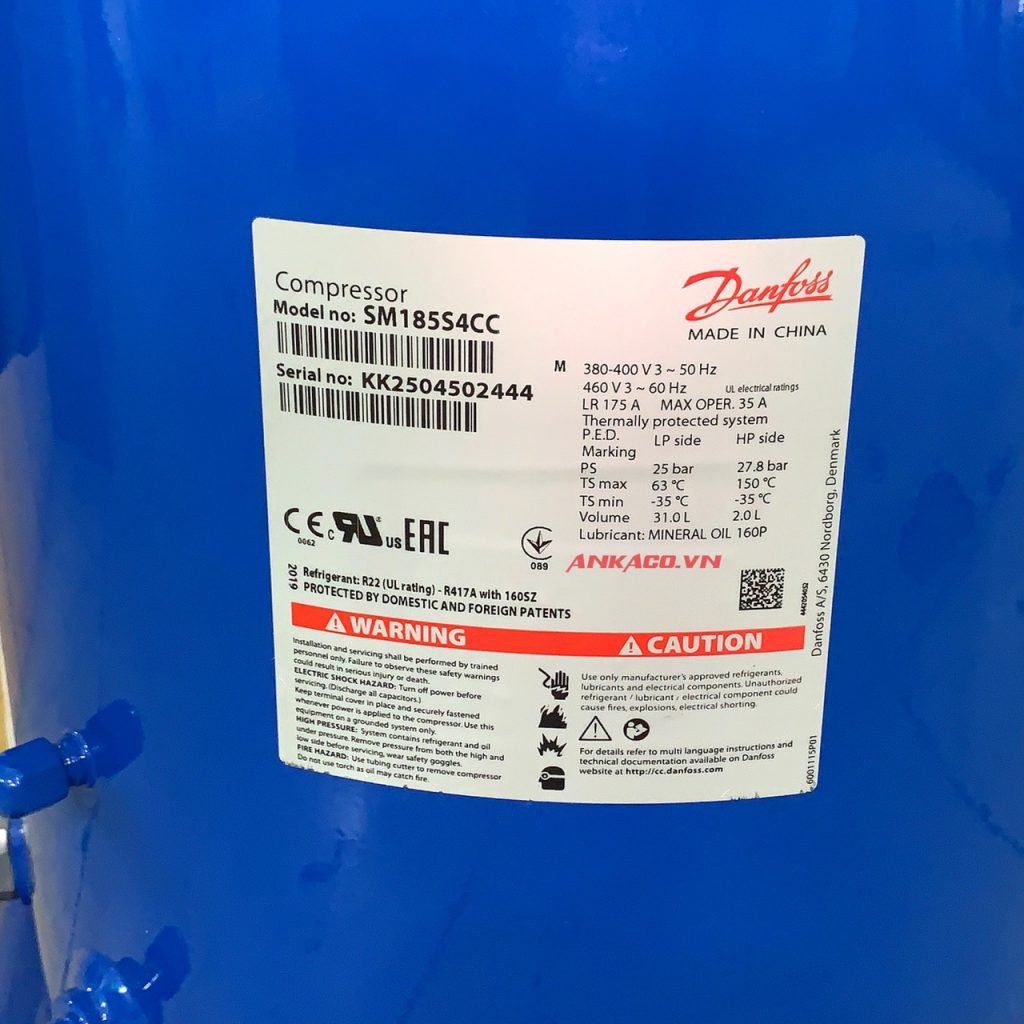 Compressor
Model no: SM185S4CC
Serial no: KK2504502444
Danfoss
MADE IN CHINA
M 380-400 V 3 ~ 50 Hz
460 V 3 ~ 60 Hz UL electrical ratings
LR 175 A MAX OPER. 35 A
Thermally protected system
P.E.D. LP side HP side
Marking
PS 25 bar 27.8 bar
TS max 63 °C 150 °C
TS min -35 °C -35 °C
Volume 31.0 L 2.0 L
Lubricant: MINERAL OIL 160P
CE 0062 c RU us EAC
089
ANKACO.VN
2019
Refrigerant: R22 (UL rating) - R417A with 160SZ
PROTECTED BY DOMESTIC AND FOREIGN PATENTS
Danfoss A/S, 6430 Nordborg, Denmark
WARNING
Installation and servicing shall be performed by trained
personnel only. Failure to observe these safety warnings
could result in serious injury or death.
ELECTRIC SHOCK HAZARD: Turn off power before
servicing. (Discharge all capacitors.)
Keep terminal cover in place and securely fastened
whenever power is applied to the compressor. Use this
equipment on a grounded system only.
HIGH PRESSURE: System contains refrigerant and oil
under pressure. Remove pressure from both the high and
low side before servicing, wear safety goggles.
FIRE HAZARD: Use tubing cutter to remove compressor
Do not use torch as oil may catch fire.
CAUTION
Use only manufacturer's approved refrigerants,
lubricants and electrical components. Unauthorized
refrigerant / lubricant / electrical component could
cause fires, explosions, electrical shorting.
For details refer to multi language instructions and
technical documentation available on Danfoss
website at http://cc.danfoss.com
6001115P01